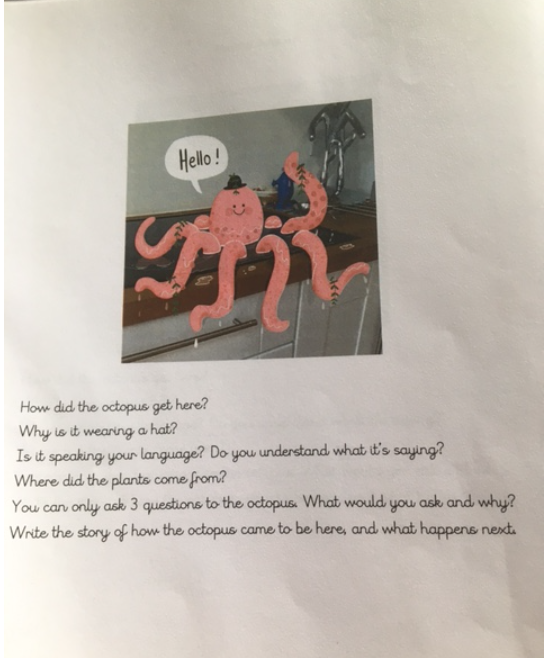 Hello!
How did the octopus get here?
Why is it wearing a hat?
Is it speaking your language? Do you understand what it's saying?
Where did the plants come from?
You can only ask 3 questions to the octopus. What would you ask and why?
Write the story of how the octopus came to be here, and what happens next.